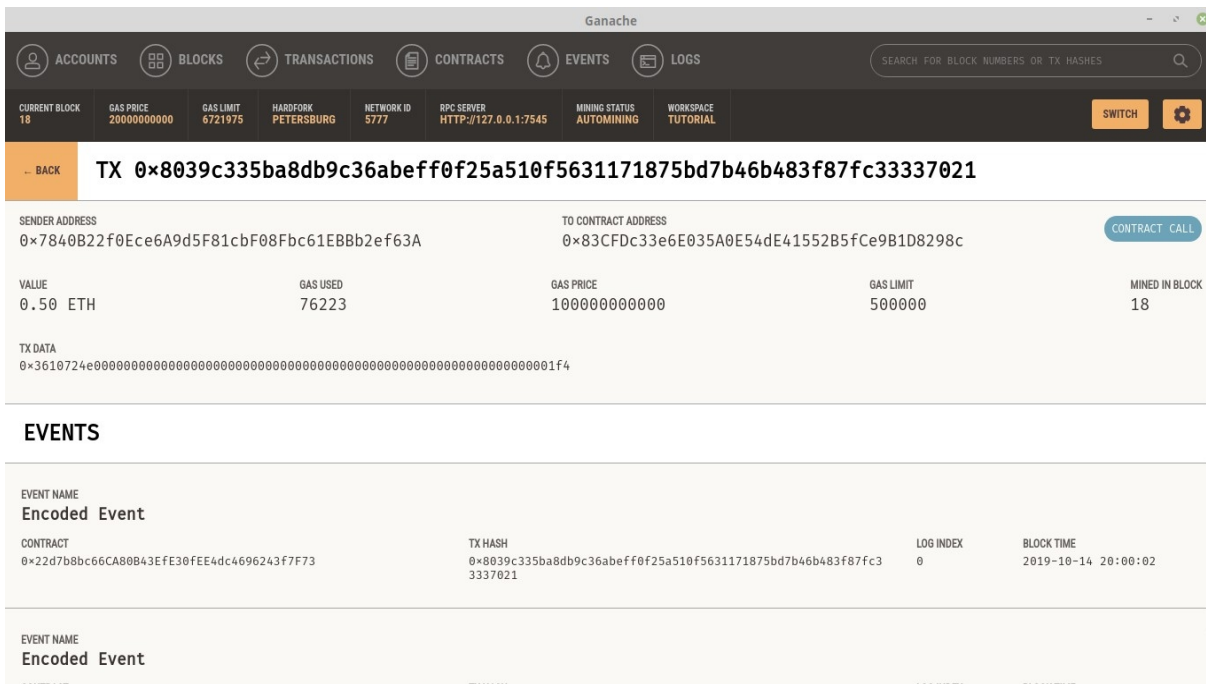 Ganache
ACCOUNTS BLOCKS TRANSACTIONS CONTRACTS EVENTS LOGS SEARCH FOR BLOCK NUMBERS OR TX HASHES
CURRENT BLOCK GAS PRICE GAS LIMIT HARDFORK NETWORK ID RPC SERVER MINING STATUS WORKSPACE
18 20000000000 6721975 PETERSBURG 5777 HTTP://127.0.0.1:7545 AUTOMINING TUTORIAL SWITCH
← BACK TX 0×8039c335ba8db9c36abeff0f25a510f5631171875bd7b46b483f87fc33337021
SENDER ADDRESS TO CONTRACT ADDRESS
0×7840B22f0Ece6A9d5F81cbF08Fbc61EBBb2ef63A 0×83CFDc33e6E035A0E54dE41552B5fCe9B1D8298c CONTRACT CALL
VALUE GAS USED GAS PRICE GAS LIMIT MINED IN BLOCK
0.50 ETH 76223 100000000000 500000 18
TX DATA
0×3610724e00000000000000000000000000000000000000000000000000000000000001f4
EVENTS
EVENT NAME
Encoded Event
CONTRACT TX HASH LOG INDEX BLOCK TIME
0×22d7b8bc66CA80B43EfE30fEE4dc4696243f7F73 0×8039c335ba8db9c36abeff0f25a510f5631171875bd7b46b483f87fc3 0 2019-10-14 20:00:02
3337021
EVENT NAME
Encoded Event